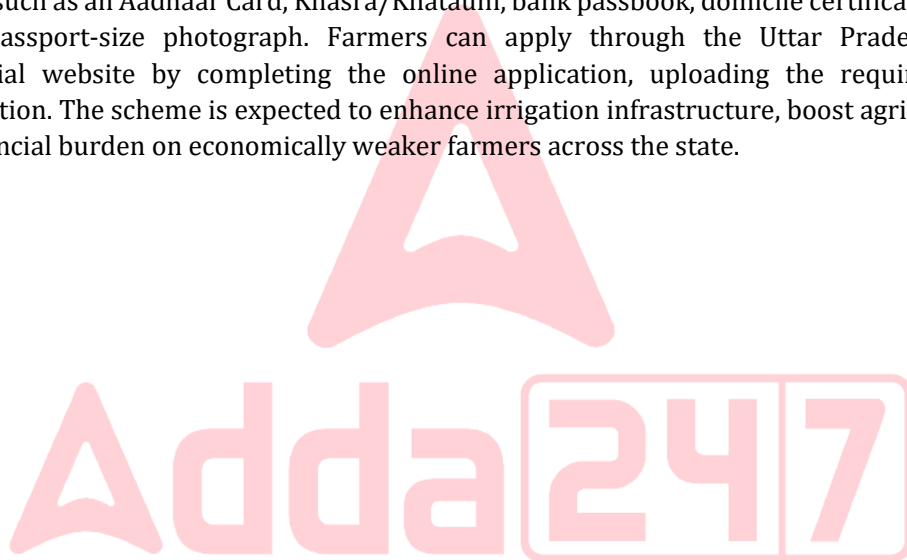 such as an Aadhaar Card, Khasra/Khatauni, bank passbook, domicile certifica
assport-size photograph. Farmers can apply through the Uttar Prade
ial website by completing the online application, uploading the requi
tion. The scheme is expected to enhance irrigation infrastructure, boost agri
ncial burden on economically weaker farmers across the state.
Adda247